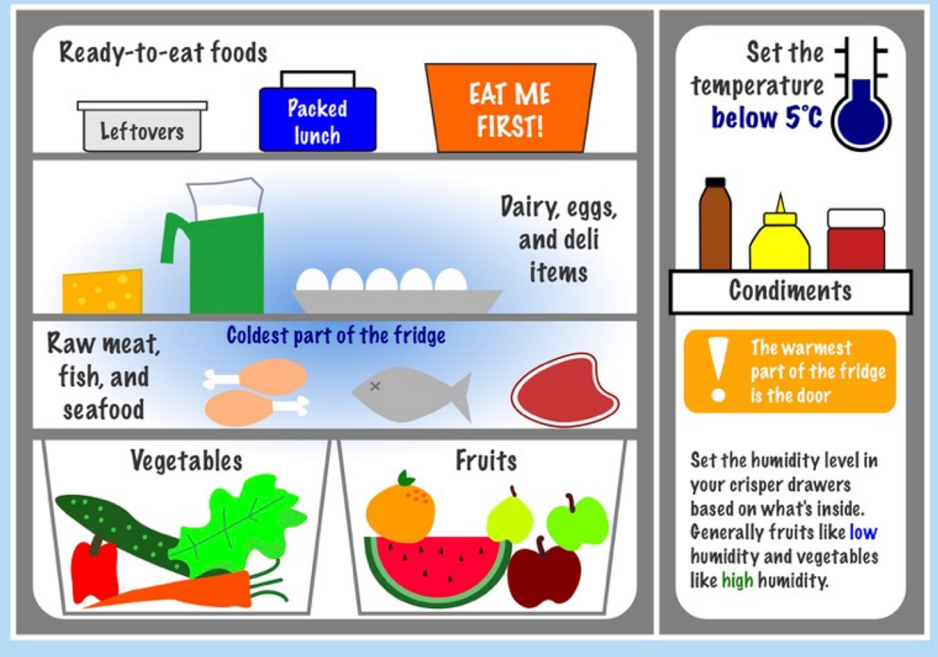 Ready-to-eat foods
Leftovers
Packed
lunch
EAT ME
FIRST!
Dairy, eggs,
and deli
items
Raw meat,
fish, and
seafood
Coldest part of the fridge
Vegetables
Fruits
Set the
temperature
below 5°C
Condiments
The warmest
part of the fridge
is the door
Set the humidity level in
your crisper drawers
based on what's inside.
Generally fruits like low
humidity and vegetables
like high humidity.